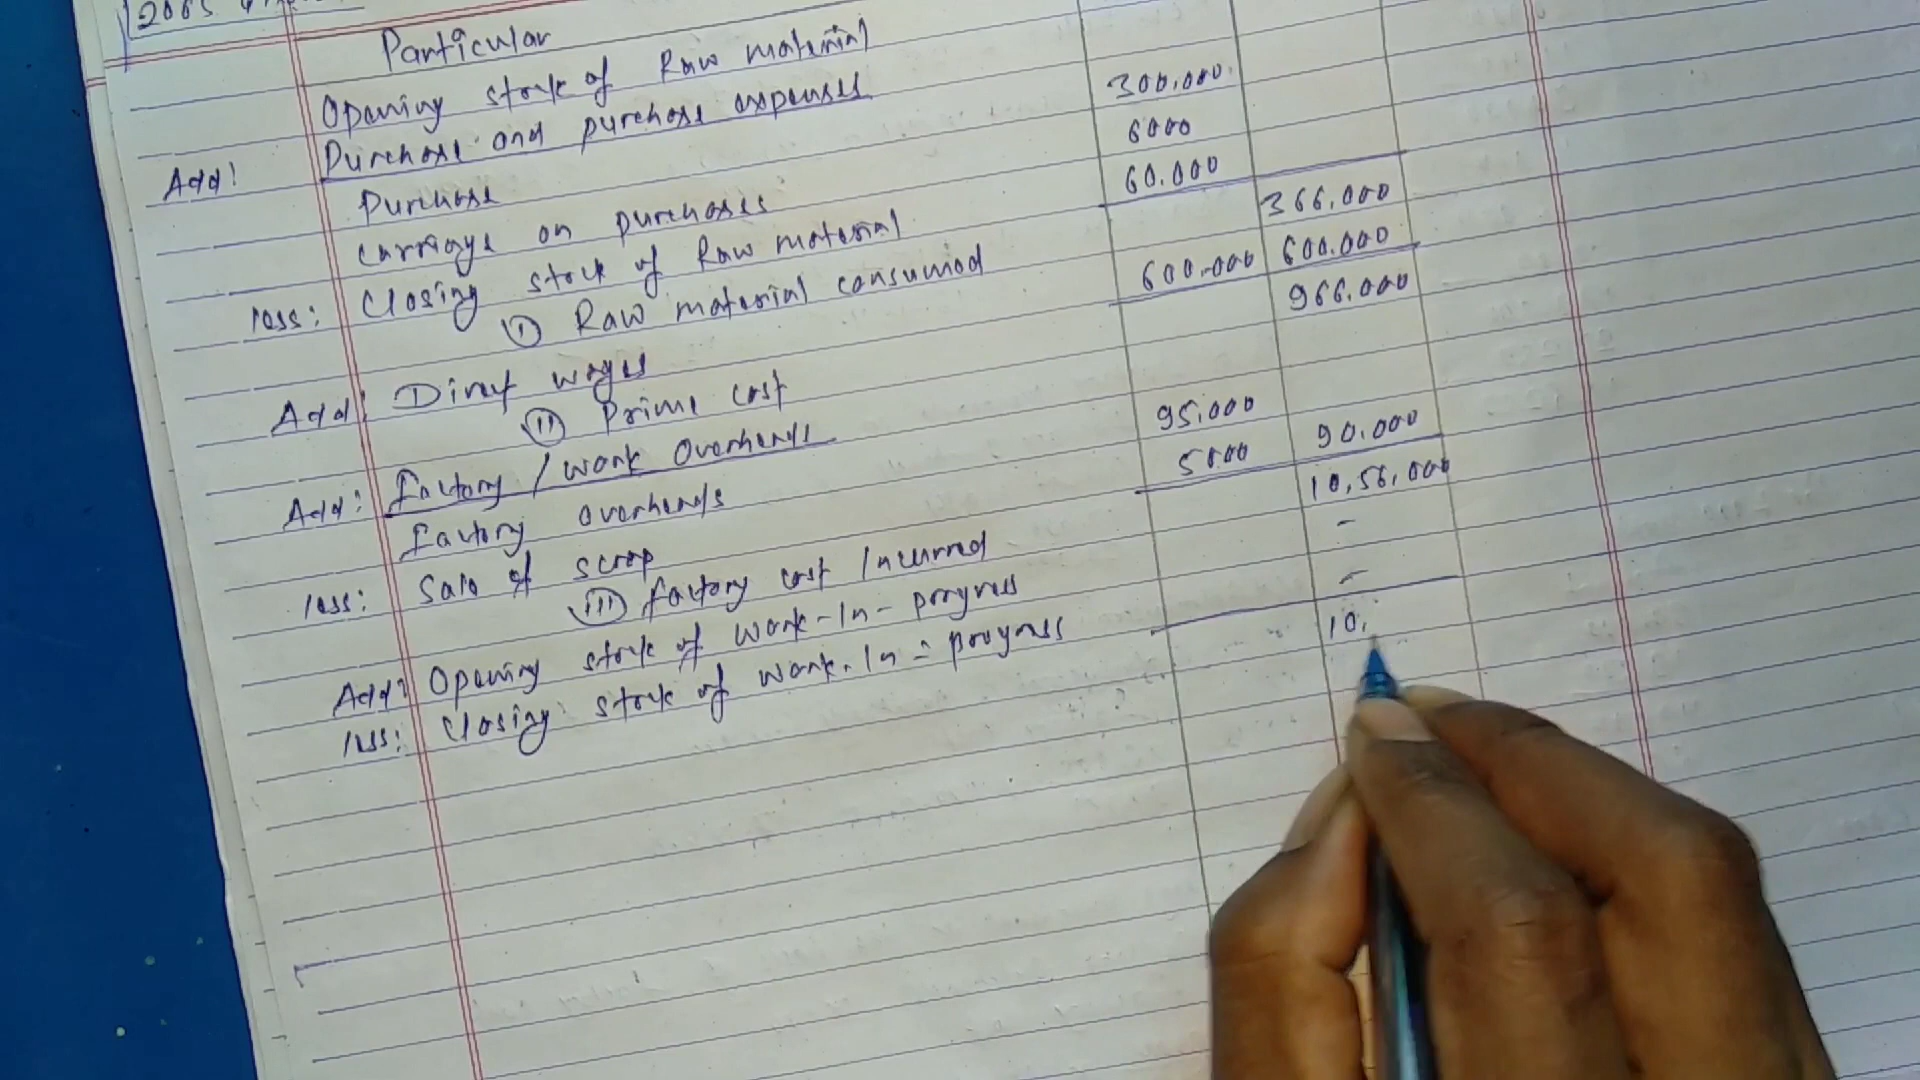 2065
Particular
Opening stock of Raw material
Add: Purchase and purchase expenses
Purchase 300,000
Carriage on purchases 6000
less: Closing stock of Raw material 60,000
(I) Raw material consumed 366,000
Add: Direct wages 600,000 600,000
(II) Prime cost 966,000
Add: Factory / work Overheads
Factory overheads 95,000
less: Sale of scrap 5000 90,000
(III) factory cost Incurred 10,56,000
Add: Opening stock of work-In-progress -
less: Closing stock of work-In-progress -
10,